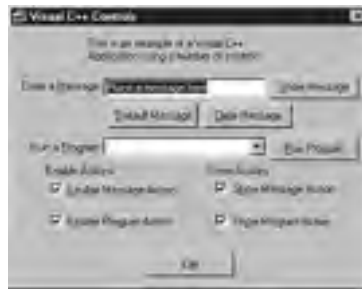 Visual C++ Controls
This is an example of a Visual C++
Application using a number of controls
Enter a Message: Place a message here Show Message
Default Message Clear Message
Run a Program: Run Program
Enable Actions Show Actions
Enable Message Action Show Message Action
Enable Program Action Show Program Action
Exit